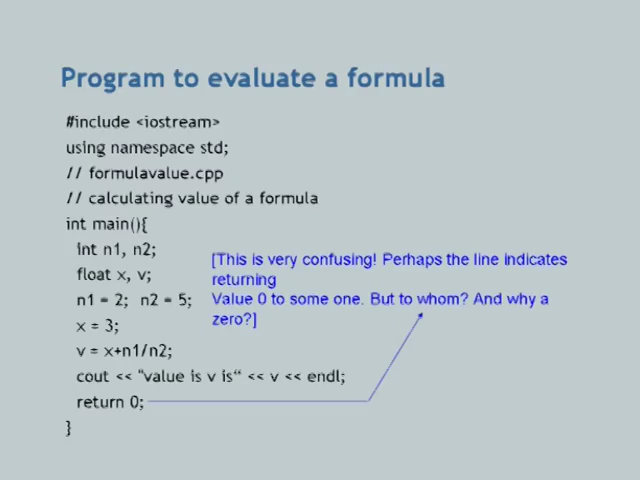 Program to evaluate a formula
#include <iostream>
using namespace std;
// formulavalue.cpp
// calculating value of a formula
int main(){
int n1, n2;
float x, v;
n1 = 2; n2 = 5;
x = 3;
v = x+n1/n2;
cout << "value is v is“ << v << endl;
return 0;
}
[This is very confusing! Perhaps the line indicates
returning
Value 0 to some one. But to whom? And why a
zero?]